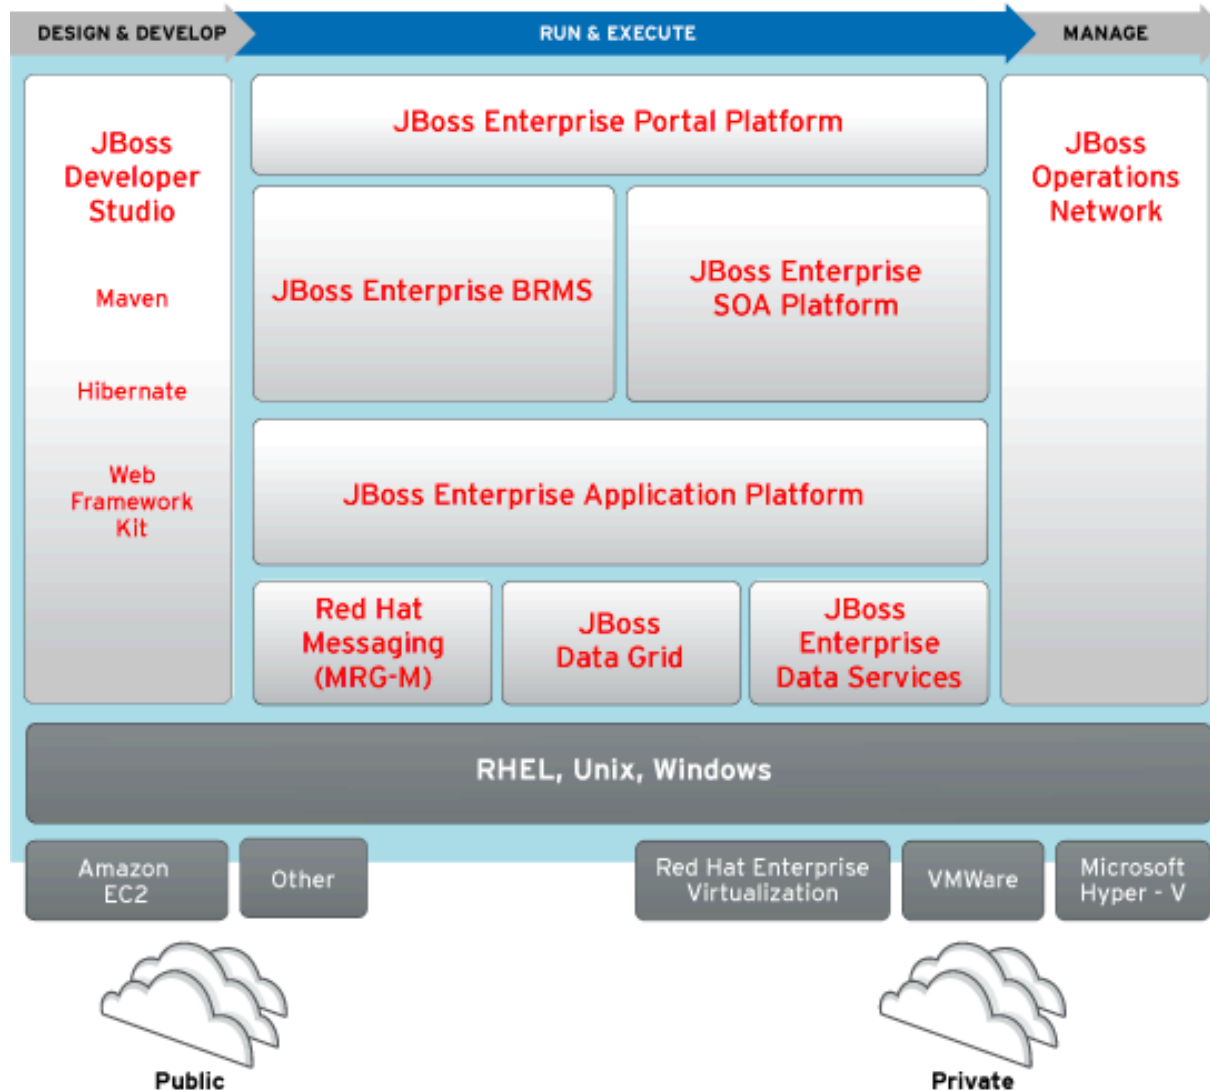 DESIGN & DEVELOP
RUN & EXECUTE
MANAGE
JBoss
Developer
Studio
Maven
Hibernate
Web
Framework
Kit
JBoss Enterprise Portal Platform
JBoss Enterprise BRMS
JBoss Enterprise
SOA Platform
JBoss Enterprise Application Platform
Red Hat
Messaging
(MRG-M)
JBoss
Data Grid
JBoss
Enterprise
Data Services
JBoss
Operations
Network
RHEL, Unix, Windows
Amazon
EC2
Other
Red Hat Enterprise
Virtualization
VMWare
Microsoft
Hyper - V
Public
Private